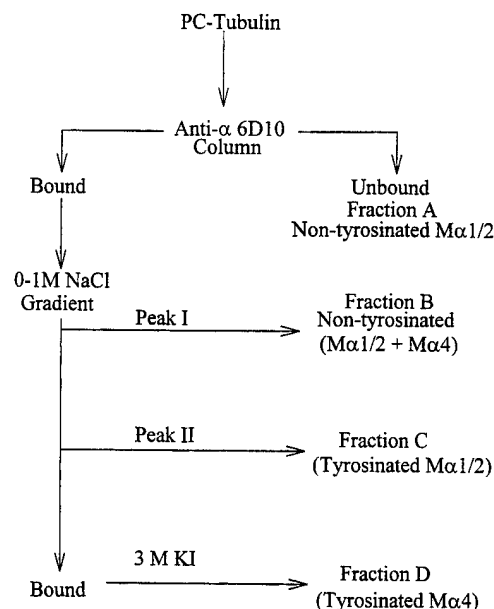 PC-Tubulin
Anti-α 6D10
Column
Bound
Unbound
Fraction A
Non-tyrosinated Mα1/2
0-1M NaCl
Gradient
Peak I
Fraction B
Non-tyrosinated
(Mα1/2 + Mα4)
Peak II
Fraction C
(Tyrosinated Mα1/2)
Bound
3 M KI
Fraction D
(Tyrosinated Mα4)